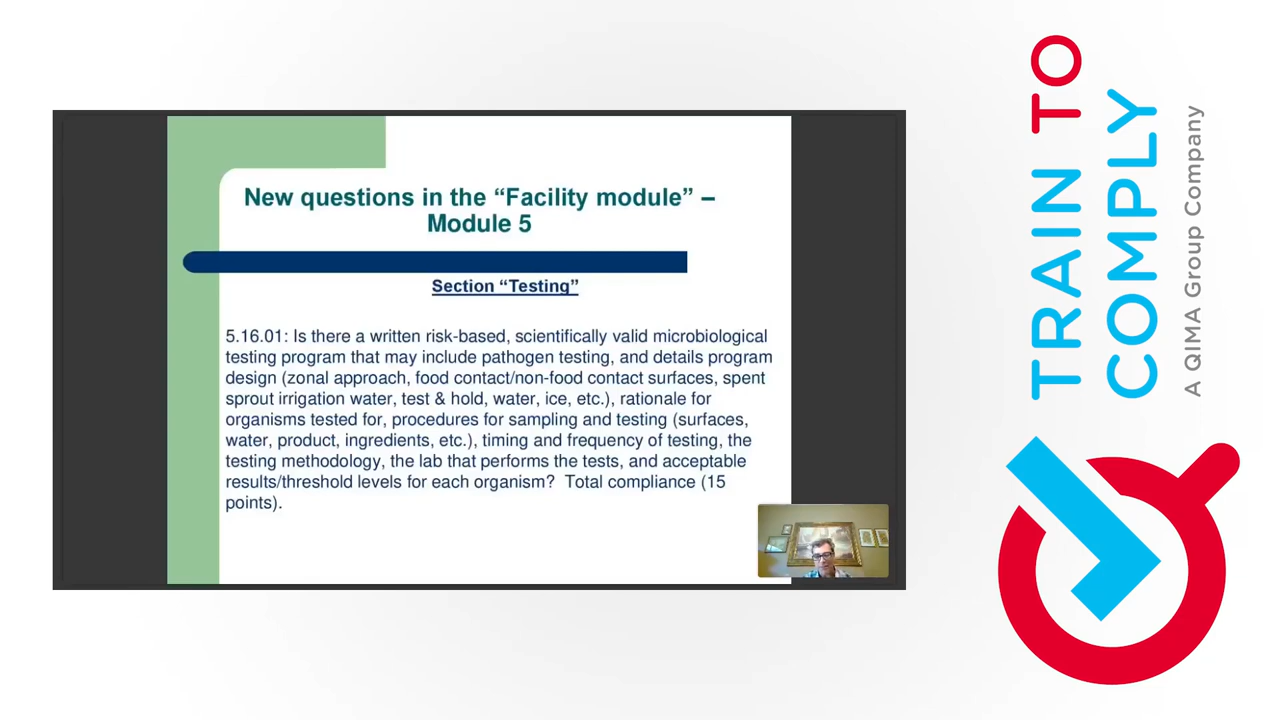 New questions in the “Facility module” –
Module 5
Section “Testing”
5.16.01: Is there a written risk-based, scientifically valid microbiological
testing program that may include pathogen testing, and details program
design (zonal approach, food contact/non-food contact surfaces, spent
sprout irrigation water, test & hold, water, ice, etc.), rationale for
organisms tested for, procedures for sampling and testing (surfaces,
water, product, ingredients, etc.), timing and frequency of testing, the
testing methodology, the lab that performs the tests, and acceptable
results/threshold levels for each organism?  Total compliance (15
points).
TRAIN TO
COMPLY
A QIMA Group Company